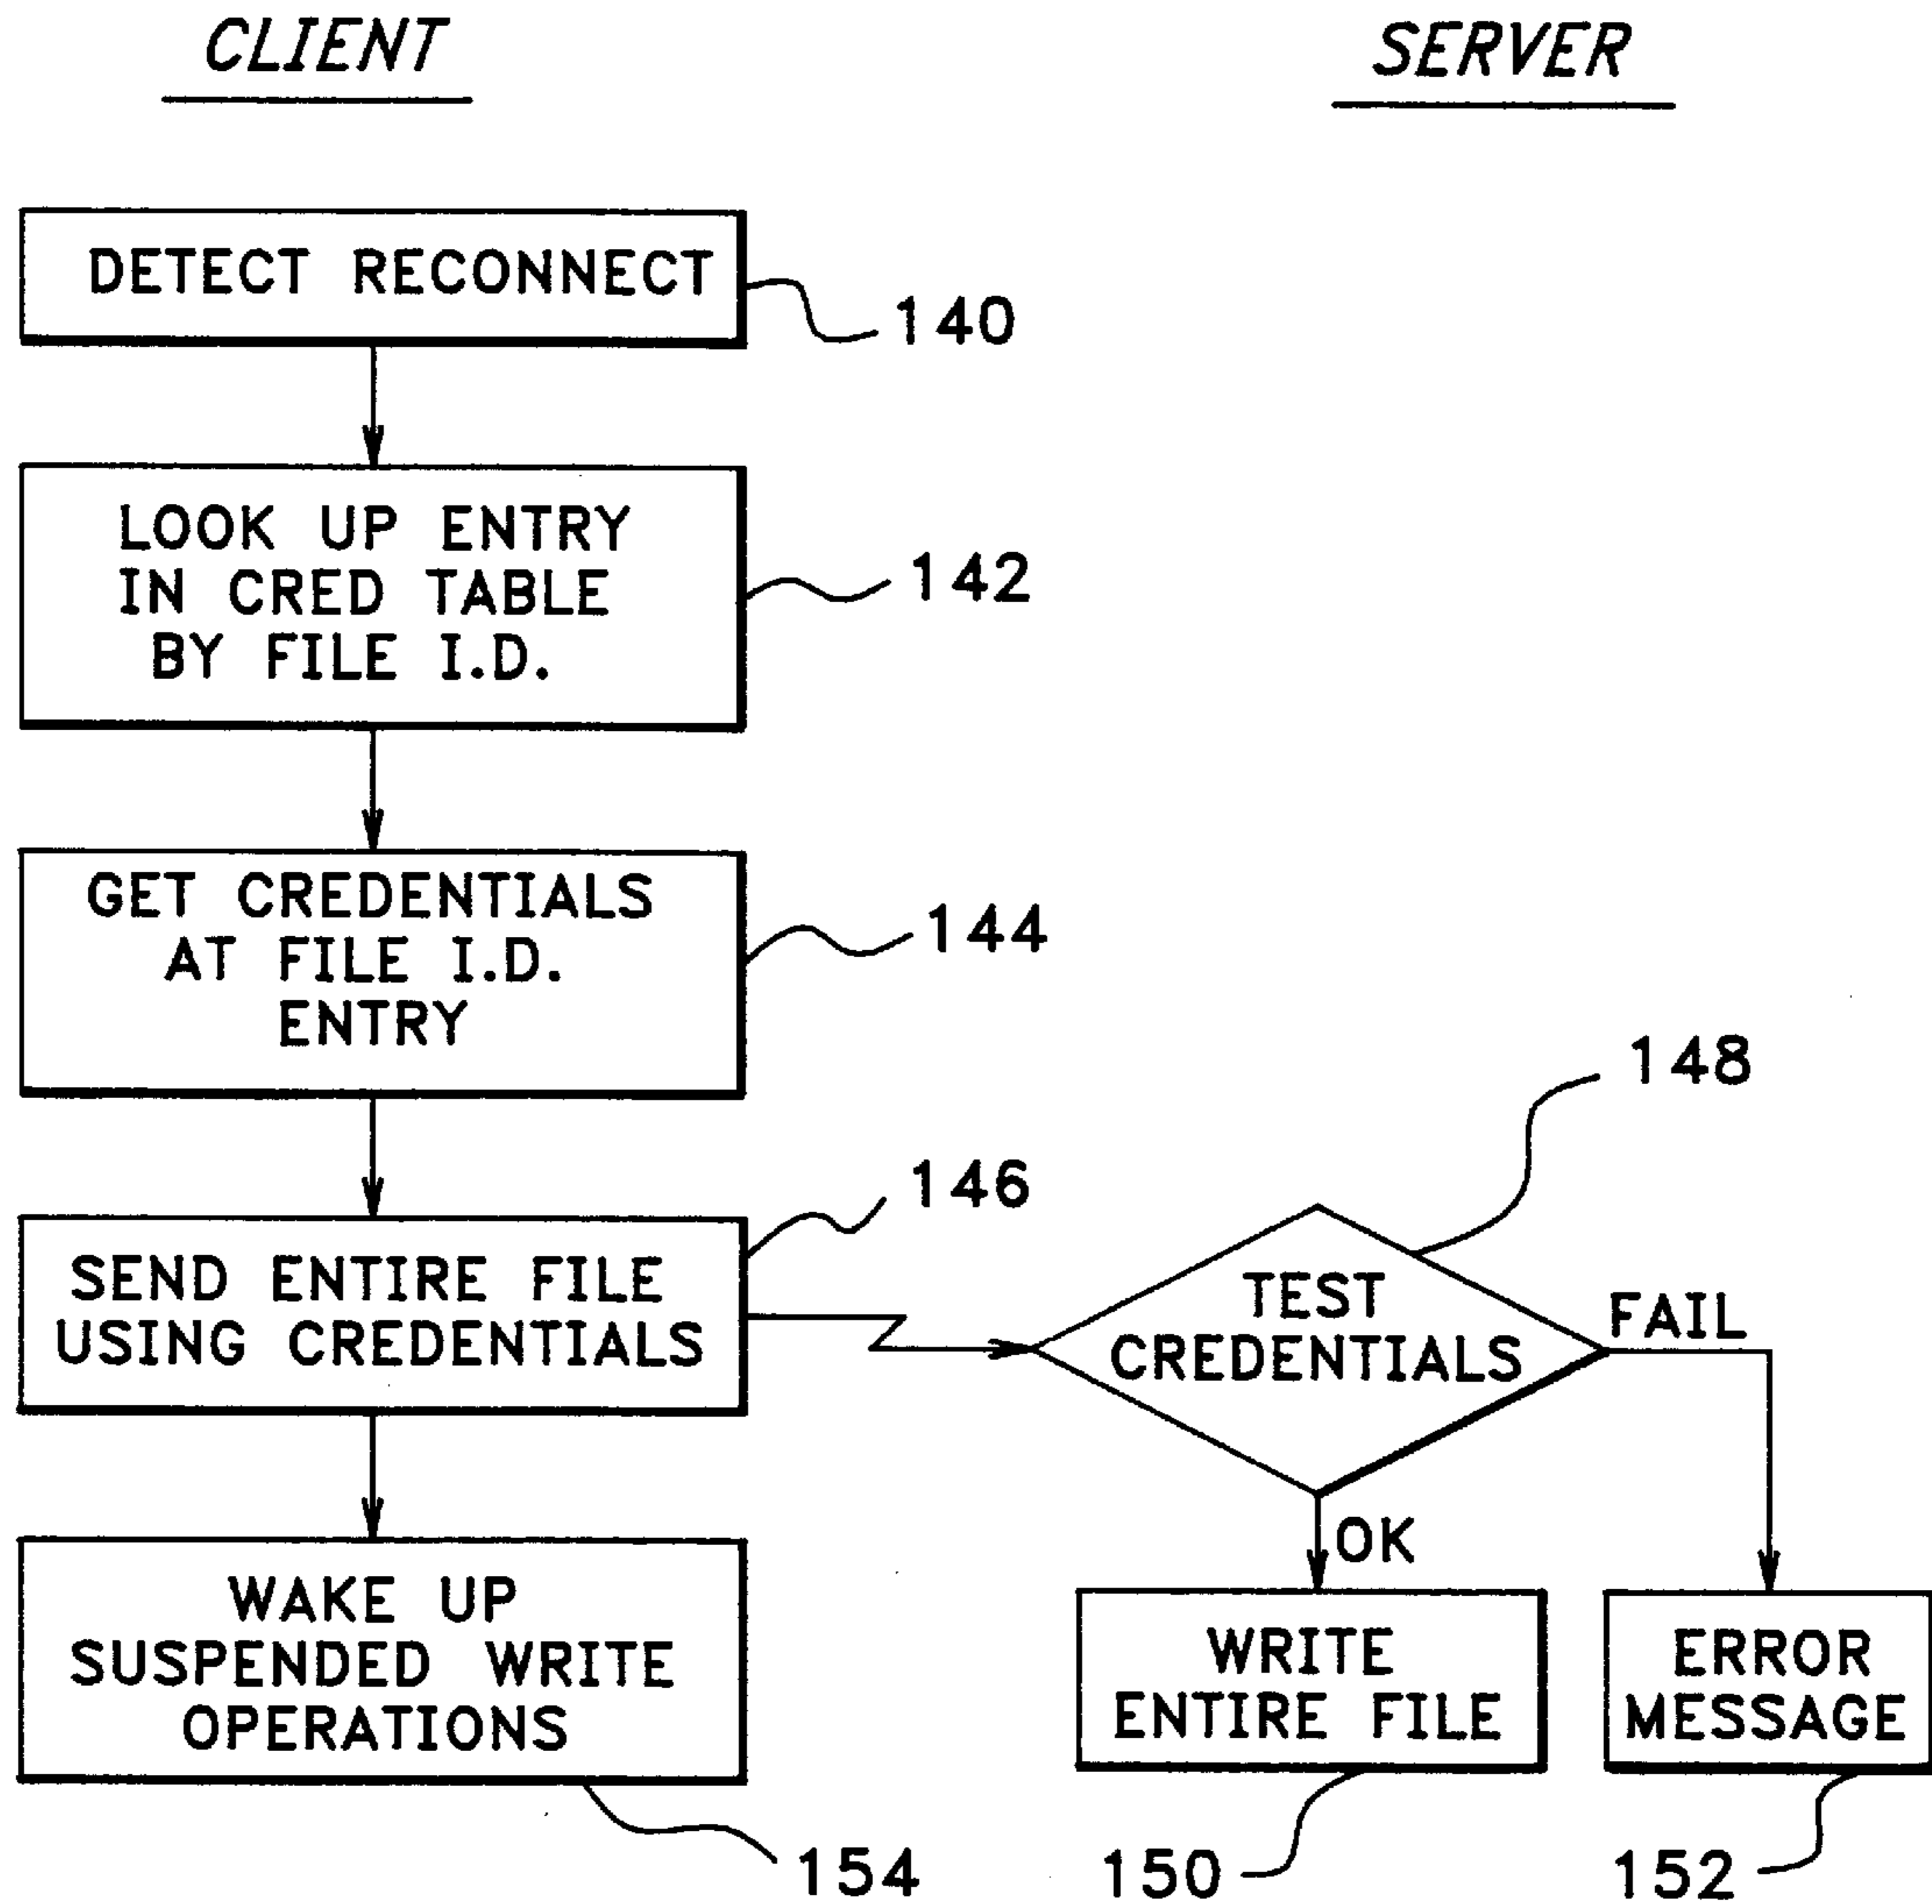 CLIENT
SERVER
DETECT RECONNECT
140
LOOK UP ENTRY
IN CRED TABLE
BY FILE I.D.
142
GET CREDENTIALS
AT FILE I.D.
ENTRY
144
148
146
SEND ENTIRE FILE
USING CREDENTIALS
TEST
CREDENTIALS
FAIL
OK
WAKE UP
SUSPENDED WRITE
OPERATIONS
WRITE
ENTIRE FILE
ERROR
MESSAGE
154
150
152